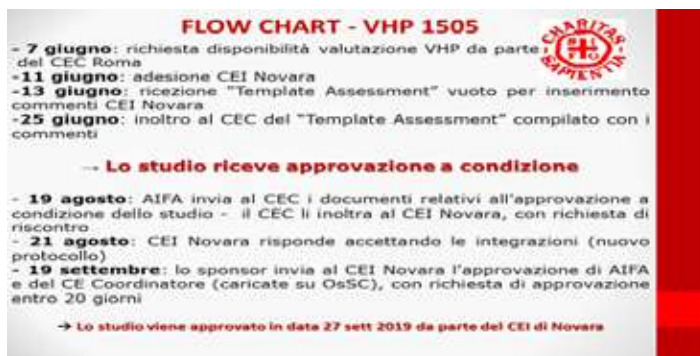 FLOW CHART - VHP 1505
- 7 giugno: richiesta disponibilità valutazione VHP da parte
del CEC Roma
-11 giugno: adesione CEI Novara
-13 giugno: ricezione "Template Assessment" vuoto per inserimento
commenti CEI Novara
-25 giugno: inoltro al CEC del "Template Assessment" compilato con i
commenti
→ Lo studio riceve approvazione a condizione
- 19 agosto: AIFA invia al CEC i documenti relativi all'approvazione a
condizione dello studio - il CEC li inoltra al CEI Novara, con richiesta di
riscontro
- 21 agosto: CEI Novara risponde accettando le integrazioni (nuovo
protocollo)
- 19 settembre: lo sponsor invia al CEI Novara l'approvazione di AIFA
e del CE Coordinatore (caricate su OsSC), con richiesta di approvazione
entro 20 giorni
→ Lo studio viene approvato in data 27 sett 2019 da parte del CEI di Novara
CHARITAS
SAPIENTIA